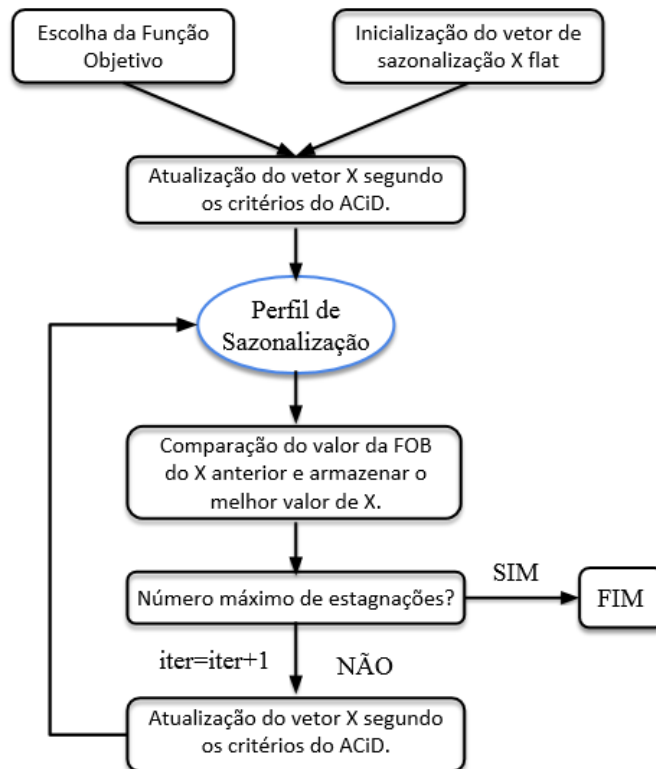 Escolha da Função
Objetivo
Inicialização do vetor de
sazonalização X flat
Atualização do vetor X segundo
os critérios do ACiD.
Perfil de
Sazonalização
Comparação do valor da FOB
do X anterior e armazenar o
melhor valor de X.
Número máximo de estagnações?
SIM
FIM
iter=iter+1
NÃO
Atualização do vetor X segundo
os critérios do ACiD.